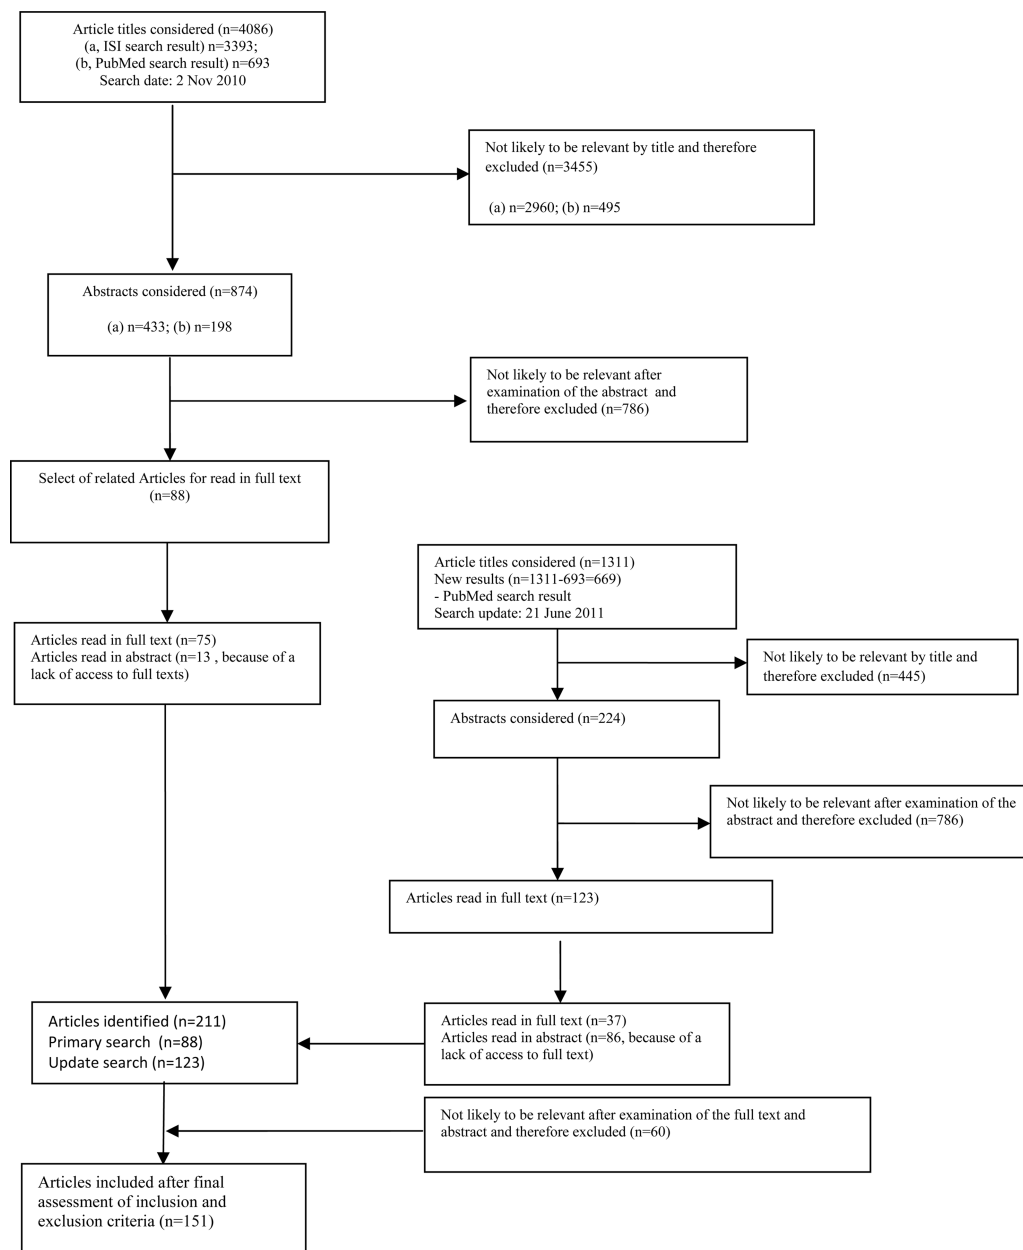 Article titles considered (n=4086)
(a, ISI search result) n=3393;
(b, PubMed search result) n=693
Search date: 2 Nov 2010
Not likely to be relevant by title and therefore
excluded (n=3455)
(a) n=2960; (b) n=495
Abstracts considered (n=874)
(a) n=433; (b) n=198
Not likely to be relevant after
examination of the abstract and
therefore excluded (n=786)
Select of related Articles for read in full text
(n=88)
Articles read in full text (n=75)
Articles read in abstract (n=13 , because of a
lack of access to full texts)
Article titles considered (n=1311)
New results (n=1311-693=669)
- PubMed search result
Search update: 21 June 2011
Not likely to be relevant by title and
therefore excluded (n=445)
Abstracts considered (n=224)
Not likely to be relevant after examination of the
abstract and therefore excluded (n=786)
Articles read in full text (n=123)
Articles read in full text (n=37)
Articles read in abstract (n=86, because of a
lack of access to full text)
Articles identified (n=211)
Primary search (n=88)
Update search (n=123)
Not likely to be relevant after examination of the full text and
abstract and therefore excluded (n=60)
Articles included after final
assessment of inclusion and
exclusion criteria (n=151)